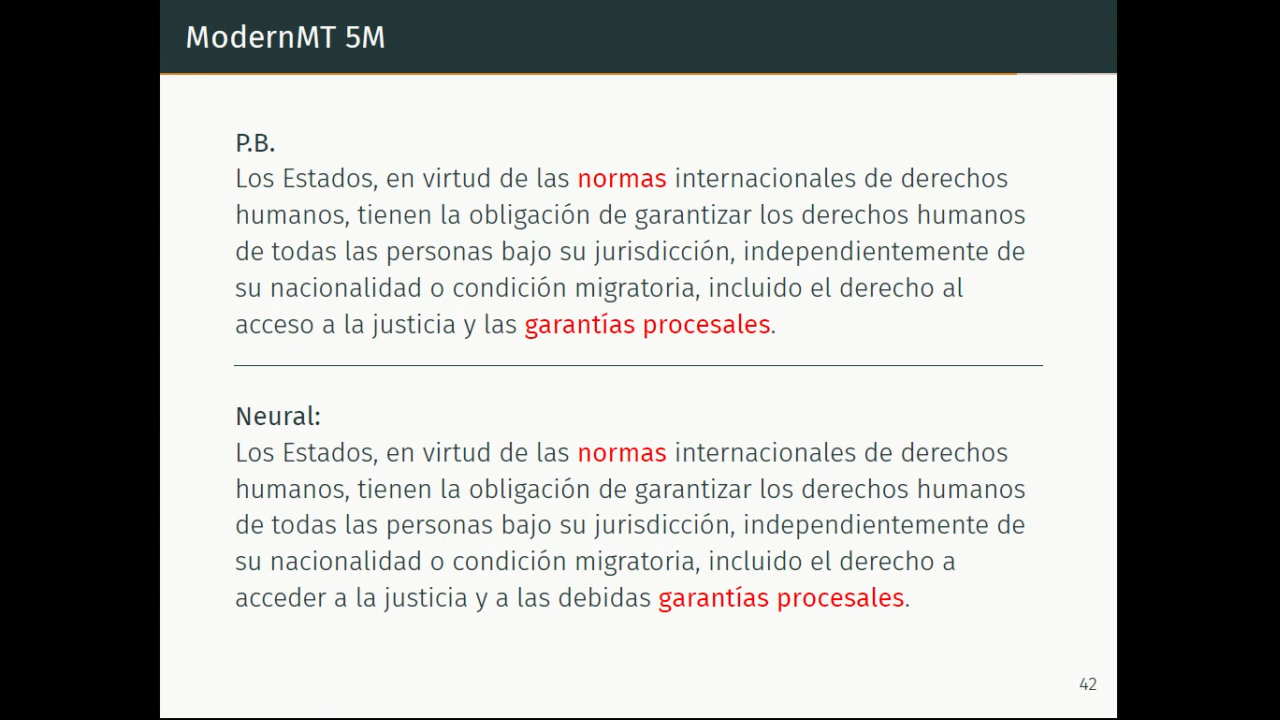 ModernMT 5M
P.B.
Los Estados, en virtud de las normas internacionales de derechos
humanos, tienen la obligación de garantizar los derechos humanos
de todas las personas bajo su jurisdicción, independientemente de
su nacionalidad o condición migratoria, incluido el derecho al
acceso a la justicia y las garantías procesales.
Neural:
Los Estados, en virtud de las normas internacionales de derechos
humanos, tienen la obligación de garantizar los derechos humanos
de todas las personas bajo su jurisdicción, independientemente de
su nacionalidad o condición migratoria, incluido el derecho a
acceder a la justicia y a las debidas garantías procesales.
42